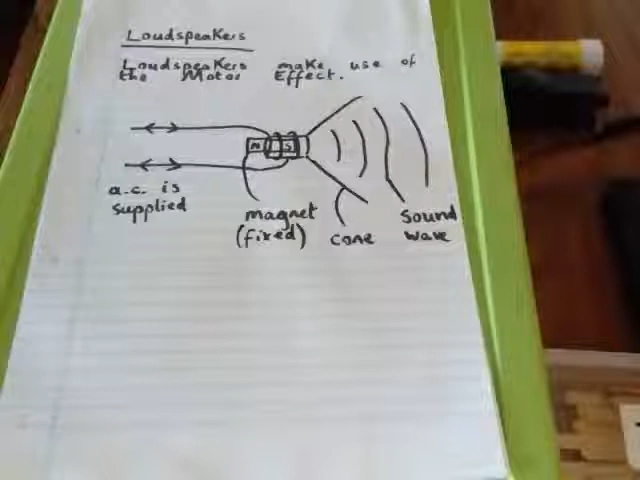 Loudspeakers
Loudspeakers make use of
the Motor Effect.
N S
a.c. is
supplied
magnet
(fixed)
cone
Sound
wave